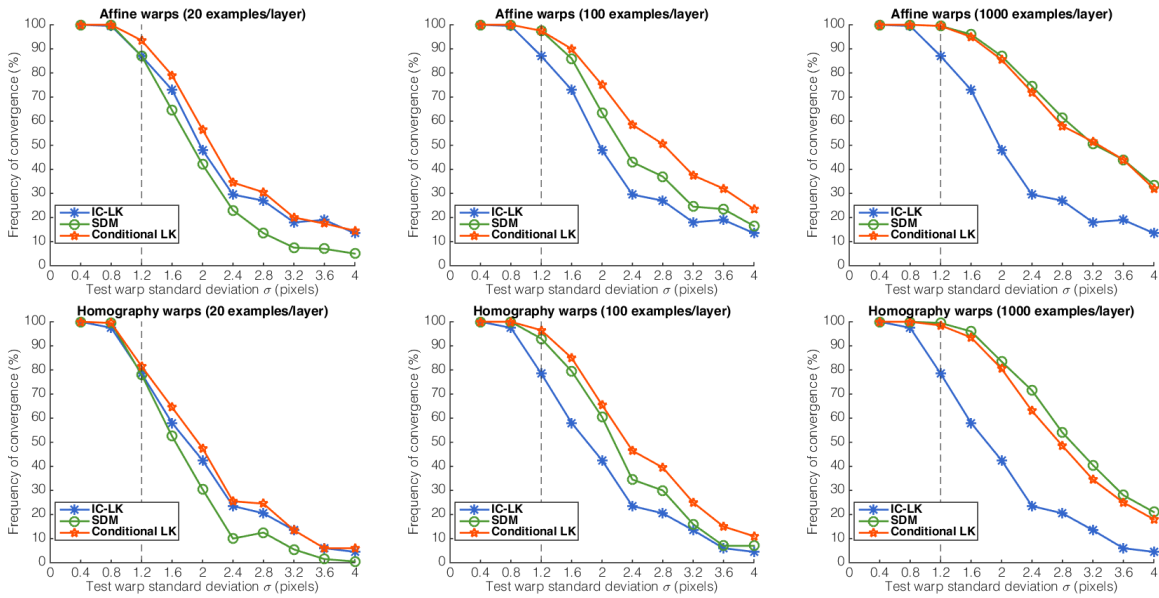 Affine warps (20 examples/layer)
Frequency of convergence (%)
100
90
80
70
60
50
40
30
20
10
0
IC-LK
SDM
Conditional LK
0.4 0.8 1.2 1.6 2 2.4 2.8 3.2 3.6 4
Test warp standard deviation σ (pixels)
Affine warps (100 examples/layer)
Frequency of convergence (%)
100
90
80
70
60
50
40
30
20
10
0
IC-LK
SDM
Conditional LK
0.4 0.8 1.2 1.6 2 2.4 2.8 3.2 3.6 4
Test warp standard deviation σ (pixels)
Affine warps (1000 examples/layer)
Frequency of convergence (%)
100
90
80
70
60
50
40
30
20
10
0
IC-LK
SDM
Conditional LK
0.4 0.8 1.2 1.6 2 2.4 2.8 3.2 3.6 4
Test warp standard deviation σ (pixels)
Homography warps (20 examples/layer)
Frequency of convergence (%)
100
90
80
70
60
50
40
30
20
10
0
IC-LK
SDM
Conditional LK
0.4 0.8 1.2 1.6 2 2.4 2.8 3.2 3.6 4
Test warp standard deviation σ (pixels)
Homography warps (100 examples/layer)
Frequency of convergence (%)
100
90
80
70
60
50
40
30
20
10
0
IC-LK
SDM
Conditional LK
0.4 0.8 1.2 1.6 2 2.4 2.8 3.2 3.6 4
Test warp standard deviation σ (pixels)
Homography warps (1000 examples/layer)
Frequency of convergence (%)
100
90
80
70
60
50
40
30
20
10
0
IC-LK
SDM
Conditional LK
0.4 0.8 1.2 1.6 2 2.4 2.8 3.2 3.6 4
Test warp standard deviation σ (pixels)